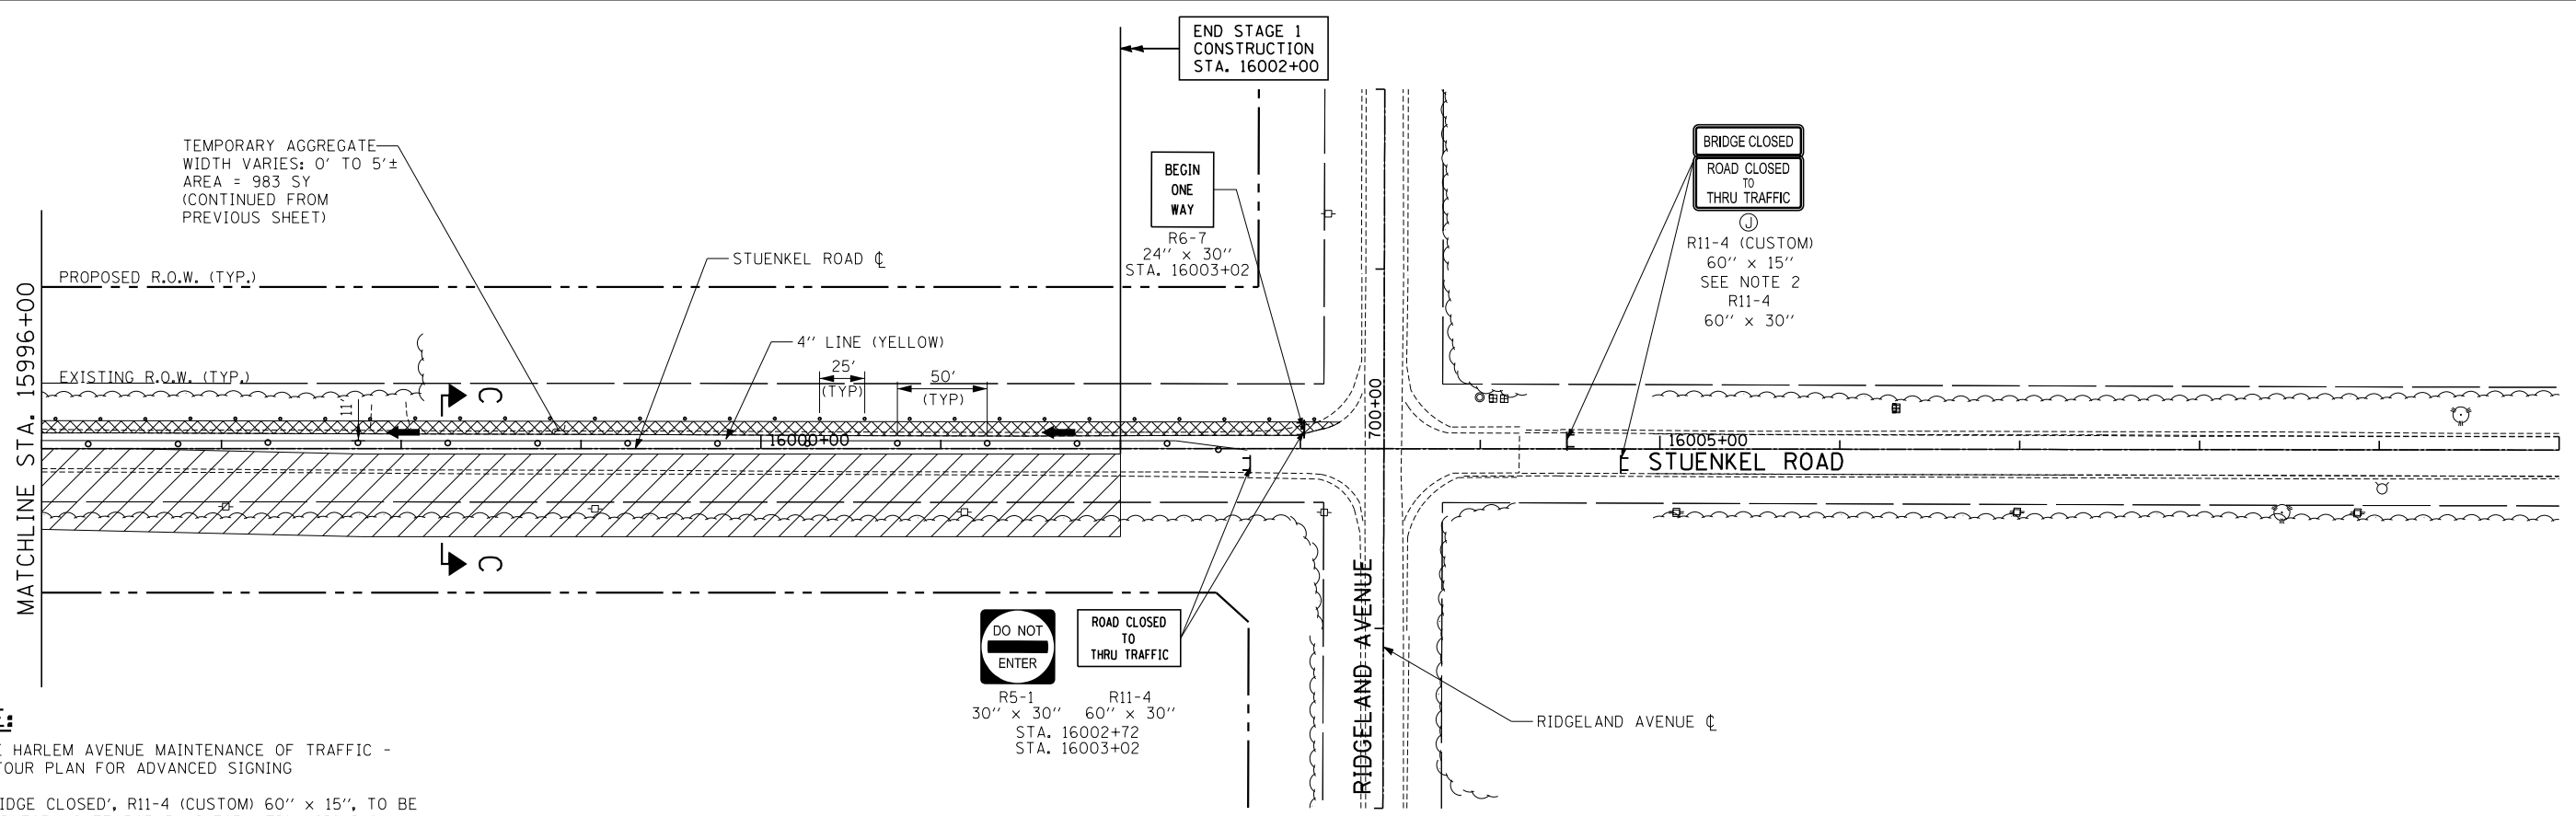 END STAGE 1
CONSTRUCTION
STA. 16002+00
TEMPORARY AGGREGATE
WIDTH VARIES: 0' TO 5'±
AREA = 983 SY
(CONTINUED FROM
PREVIOUS SHEET)
BEGIN
ONE
WAY
R6-7
24'' x 30''
STA. 16003+02
BRIDGE CLOSED
ROAD CLOSED
TO
THRU TRAFFIC
J
R11-4 (CUSTOM)
60'' x 15''
SEE NOTE 2
R11-4
60'' x 30''
STUENKEL ROAD ℄
PROPOSED R.O.W. (TYP.)
MATCHLINE STA. 15996+00
4'' LINE (YELLOW)
EXISTING R.O.W. (TYP.)
25'
(TYP)
50'
(TYP)
11'
C
16000+00
700+00
16005+00
STUENKEL ROAD
C
DO NOT
ENTER
R5-1
30'' x 30''
ROAD CLOSED
TO
THRU TRAFFIC
R11-4
60'' x 30''
STA. 16002+72
STA. 16003+02
RIDGELAND AVENUE
RIDGELAND AVENUE ℄
HARLEM AVENUE MAINTENANCE OF TRAFFIC -
TOUR PLAN FOR ADVANCED SIGNING
IDGE CLOSED', R11-4 (CUSTOM) 60'' x 15'', TO BE